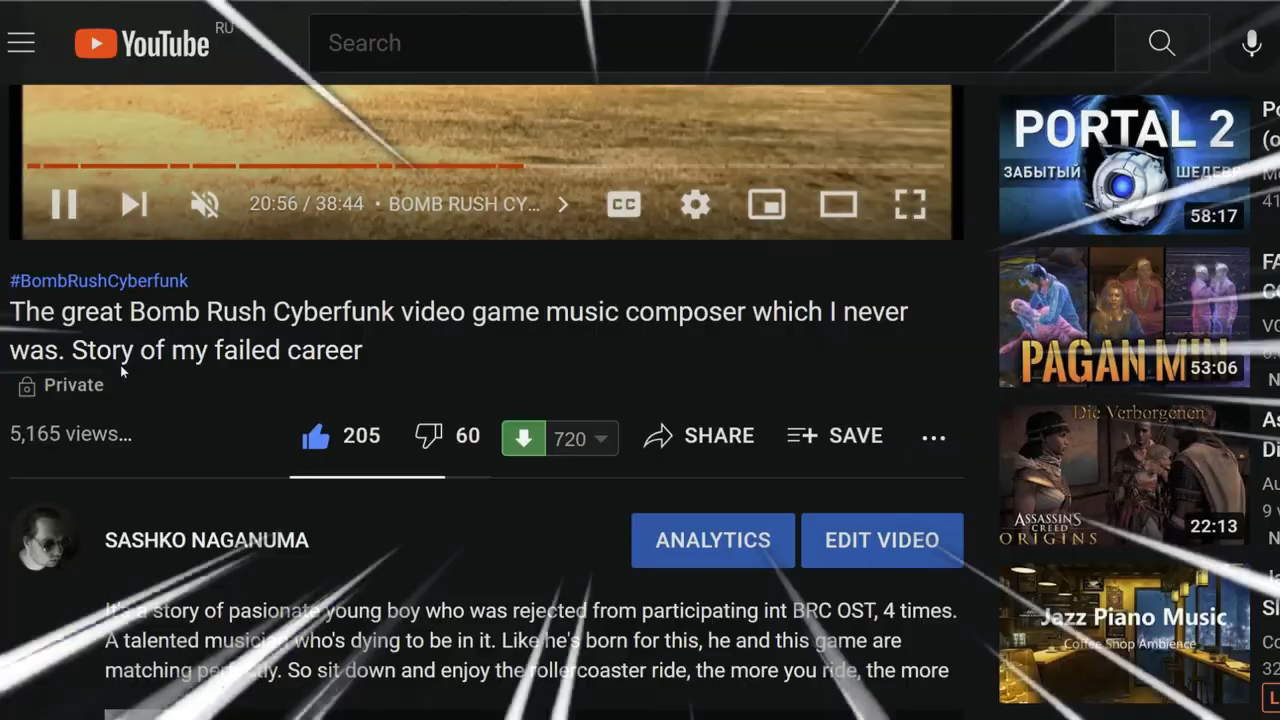 YouTube RU
Search
20:56 / 38:44 • BOMB RUSH CY...
CC
#BombRushCyberfunk
The great Bomb Rush Cyberfunk video game music composer which I never
was. Story of my failed career
Private
5,165 views...
205
60
720
SHARE
SAVE
SASHKO NAGANUMA
ANALYTICS
EDIT VIDEO
It's a story of pasionate young boy who was rejected from participating int BRC OST, 4 times.
A talented musician who's dying to be in it. Like he's born for this, he and this game are
matching perfectly. So sit down and enjoy the rollercoaster ride, the more you ride, the more
PORTAL 2
ЗАБЫТЫЙ ШЕДЕВР
58:17
PAGAN MIN
53:06
Die Verborgenen
ASSASSIN'S
CREED
ORIGINS
22:13
Jazz Piano Music
Coffee Shop Ambience